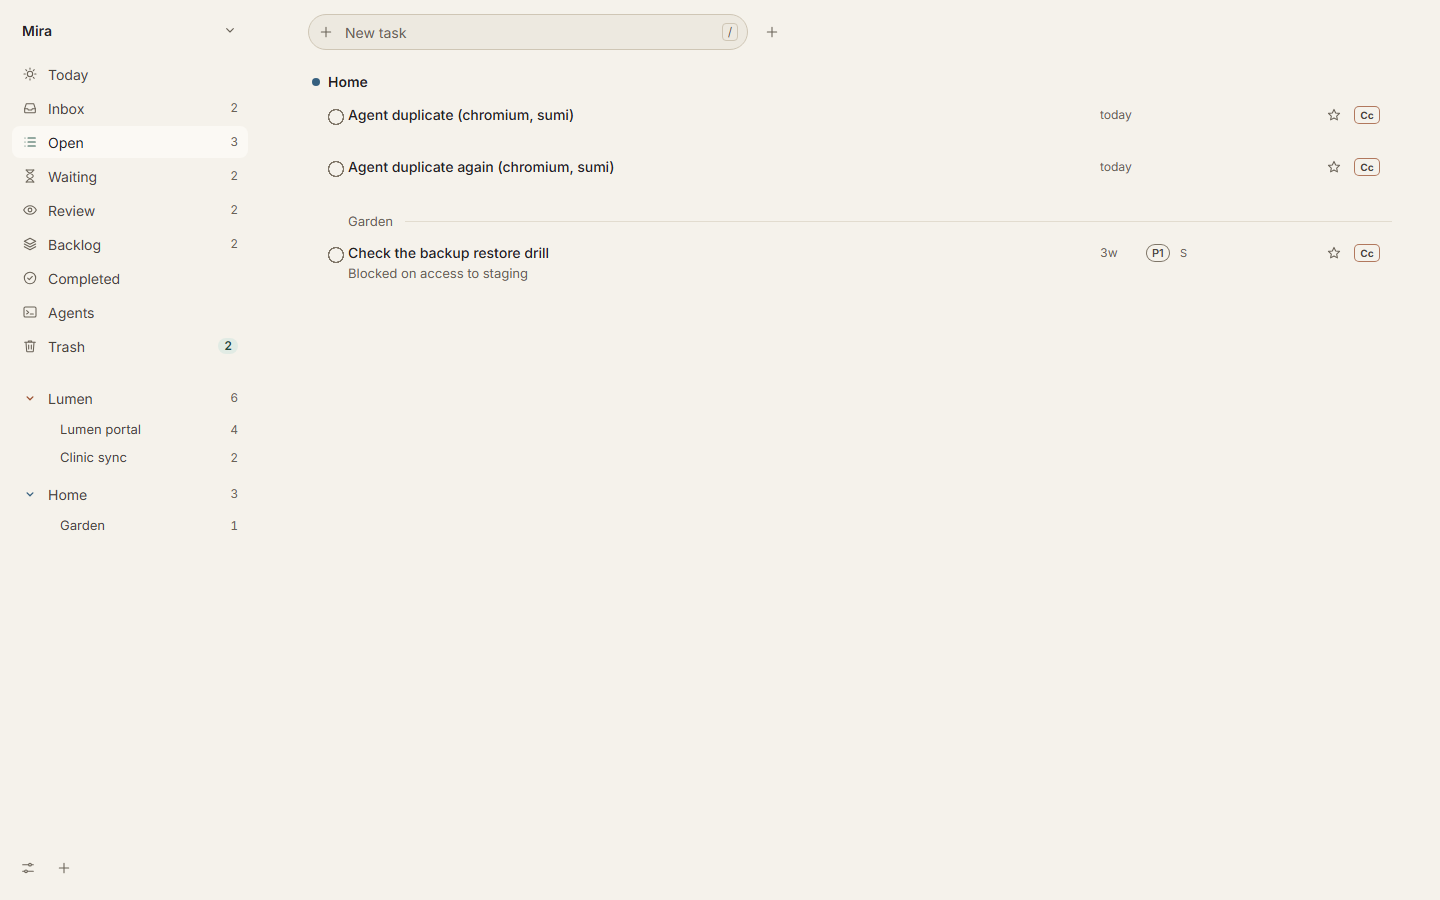 Mira
Today
Inbox 2
Open 3
Waiting 2
Review 2
Backlog 2
Completed
Agents
Trash 2
Lumen 6
Lumen portal 4
Clinic sync 2
Home 3
Garden 1
New task /
Home
Agent duplicate (chromium, sumi) today Cc
Agent duplicate again (chromium, sumi) today Cc
Garden
Check the backup restore drill 3w P1 S Cc
Blocked on access to staging